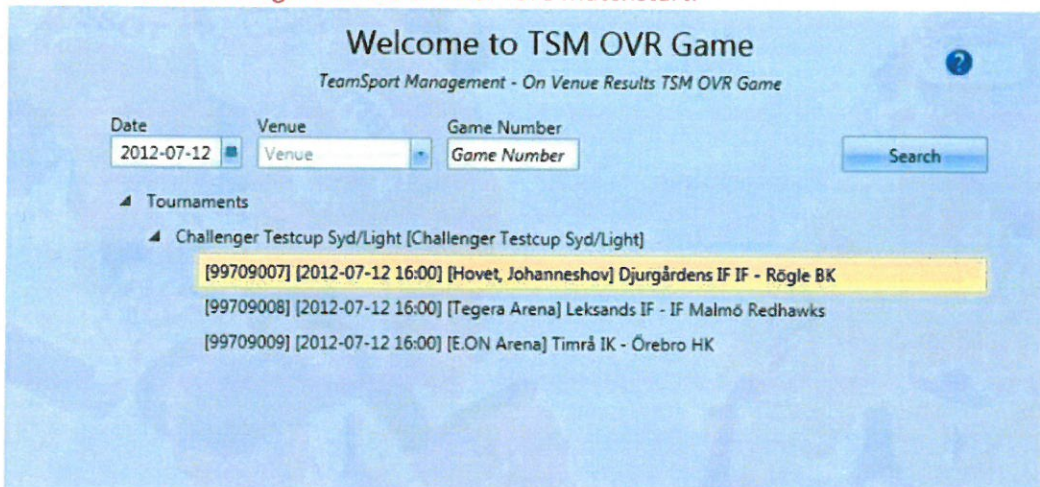 Welcome to TSM OVR Game
TeamSport Management - On Venue Results TSM OVR Game
Date
Venue
Game Number
2012-07-12
Venue
Game Number
Search
Tournaments
Challenger Testcup Syd/Light [Challenger Testcup Syd/Light]
[99709007] [2012-07-12 16:00] [Hovet, Johanneshov] Djurgårdens IF IF - Rögle BK
[99709008] [2012-07-12 16:00] [Tegera Arena] Leksands IF - IF Malmö Redhawks
[99709009] [2012-07-12 16:00] [E.ON Arena] Timrå IK - Örebro HK